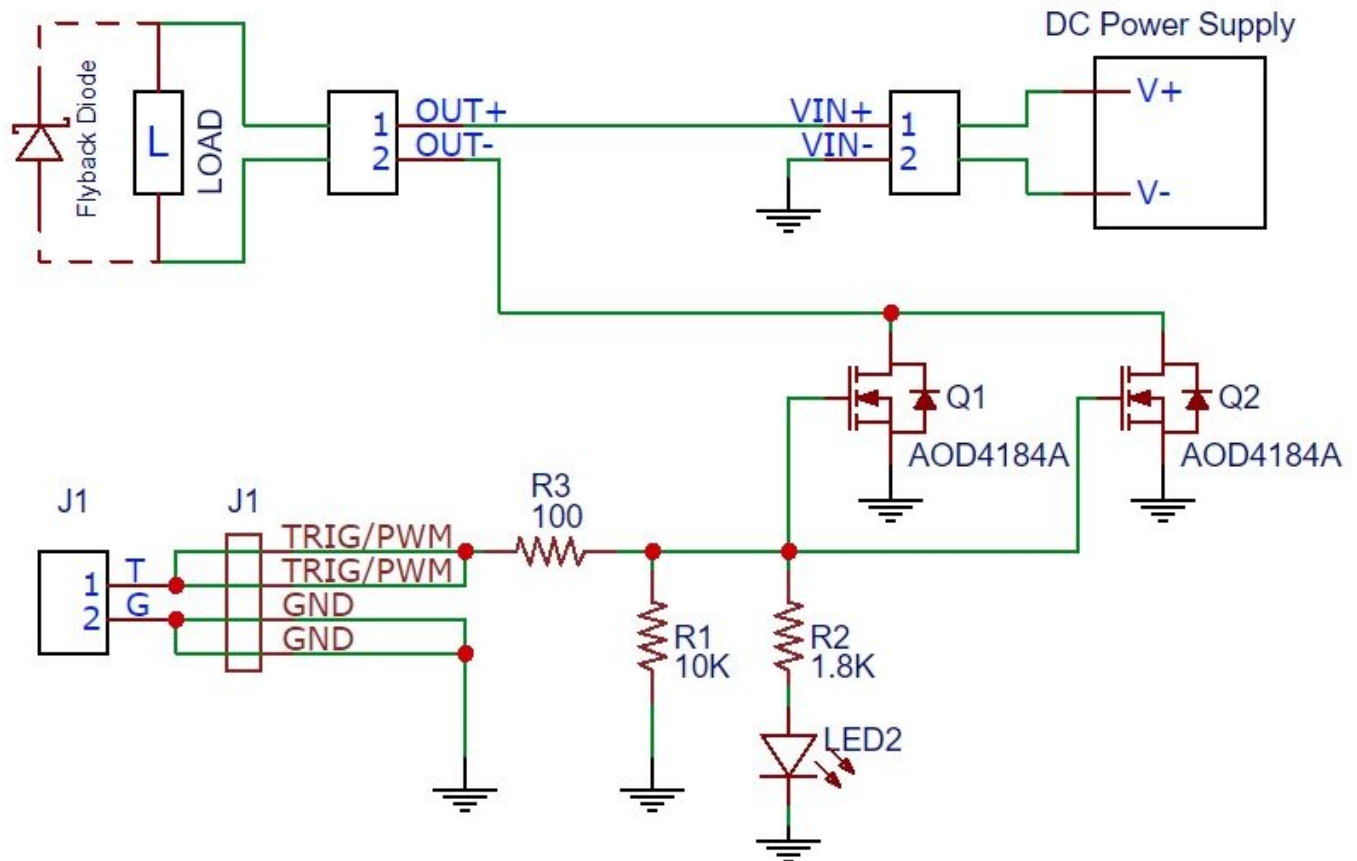 DC Power Supply
Flyback Diode
L
LOAD
1 OUT+
2 OUT-
VIN+ 1
VIN- 2
V+
V-
Q1
AOD4184A
Q2
AOD4184A
J1
J1
R3
100
TRIG/PWM
TRIG/PWM
GND
GND
1 T
2 G
R1
10K
R2
1.8K
LED2